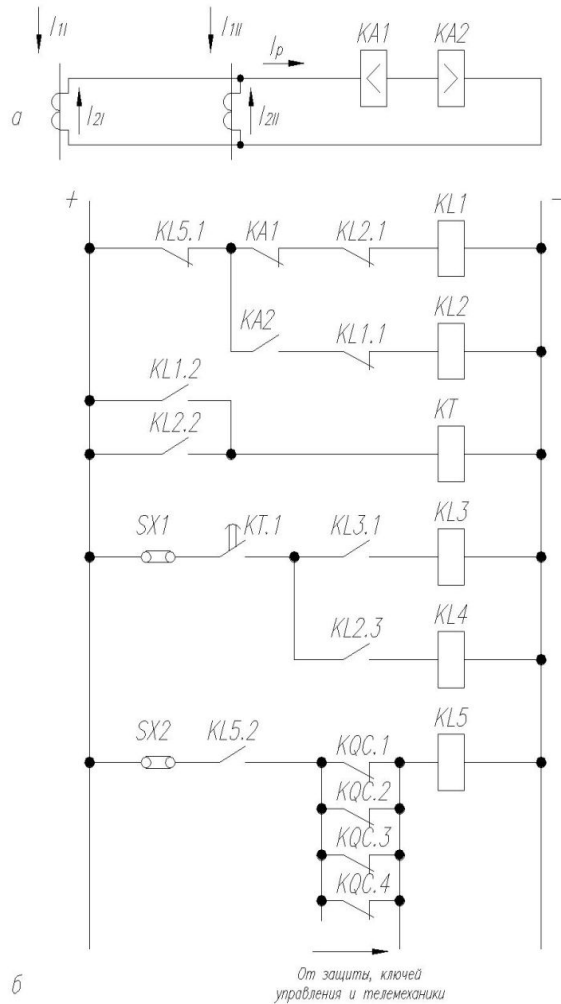 I1I I1II KA1 KA2
Iр
а I2I I2II
+ −
KL5.1 KA1 KL2.1 KL1
KA2 KL1.1 KL2
KL1.2
KL2.2 KT
SX1 KT.1 KL3.1 KL3
KL2.3 KL4
SX2 KL5.2 KQC.1 KL5
KQC.2
KQC.3
KQC.4
б
От защиты, ключей
управления и телемеханики